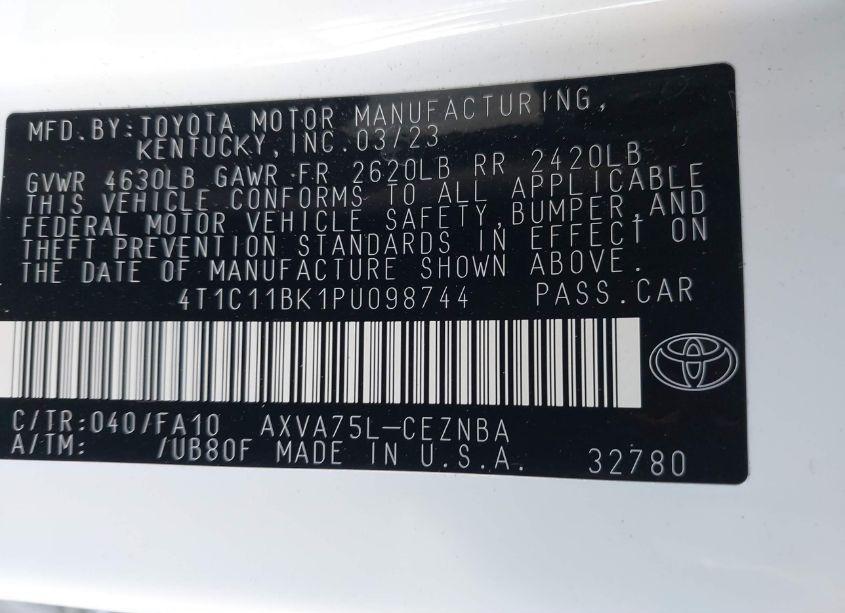 MFD. BY: TOYOTA MOTOR MANUFACTURING,
KENTUCKY, INC. 03/23
GVWR 4630LB GAWR FR 2620LB RR 2420LB
THIS VEHICLE CONFORMS TO ALL APPLICABLE
FEDERAL MOTOR VEHICLE SAFETY, BUMPER, AND
THEFT PREVENTION STANDARDS IN EFFECT ON
THE DATE OF MANUFACTURE SHOWN ABOVE.
4T1C11BK1PU098744 PASS. CAR
C/TR: 040/FA10 AXVA75L-CEZNBA
A/TM: /UB80F MADE IN U.S.A. 32780